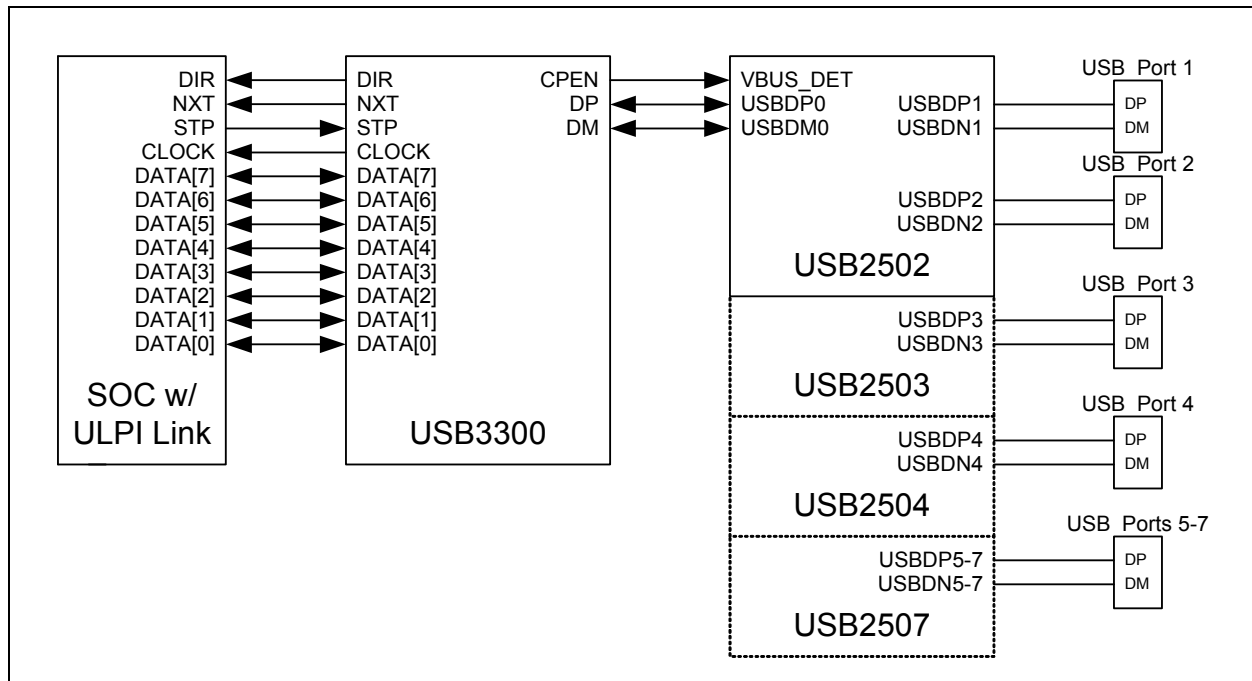 DIR
NXT
STP
CLOCK
DATA[7]
DATA[6]
DATA[5]
DATA[4]
DATA[3]
DATA[2]
DATA[1]
DATA[0]
SOC w/
ULPI Link
DIR
NXT
STP
CLOCK
DATA[7]
DATA[6]
DATA[5]
DATA[4]
DATA[3]
DATA[2]
DATA[1]
DATA[0]
CPEN
DP
DM
USB3300
VBUS_DET
USBDP0
USBDM0
USBDP1
USBDN1
USBDP2
USBDN2
USB2502
USBDP3
USBDN3
USB2503
USBDP4
USBDN4
USB2504
USBDP5-7
USBDN5-7
USB2507
USB Port 1
DP
DM
USB Port 2
DP
DM
USB Port 3
DP
DM
USB Port 4
DP
DM
USB Ports 5-7
DP
DM